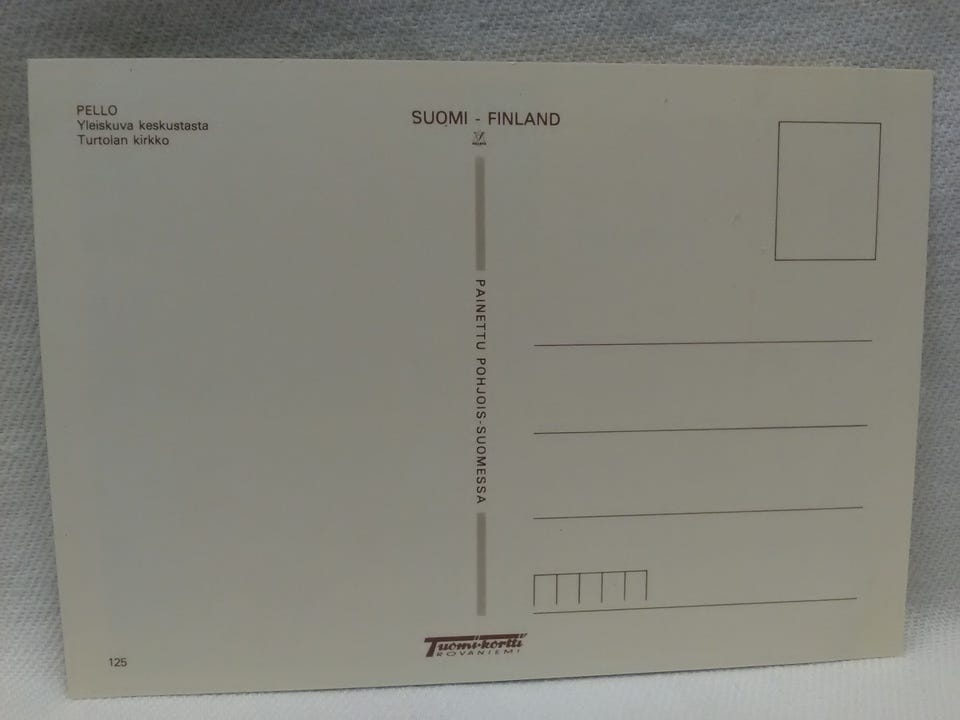 PELLO
Yleiskuva keskustasta
Turtolan kirkko
SUOMI - FINLAND
PAINETTU POHJOIS-SUOMESSA
Tuomi-kortti
ROVANIEMI
125